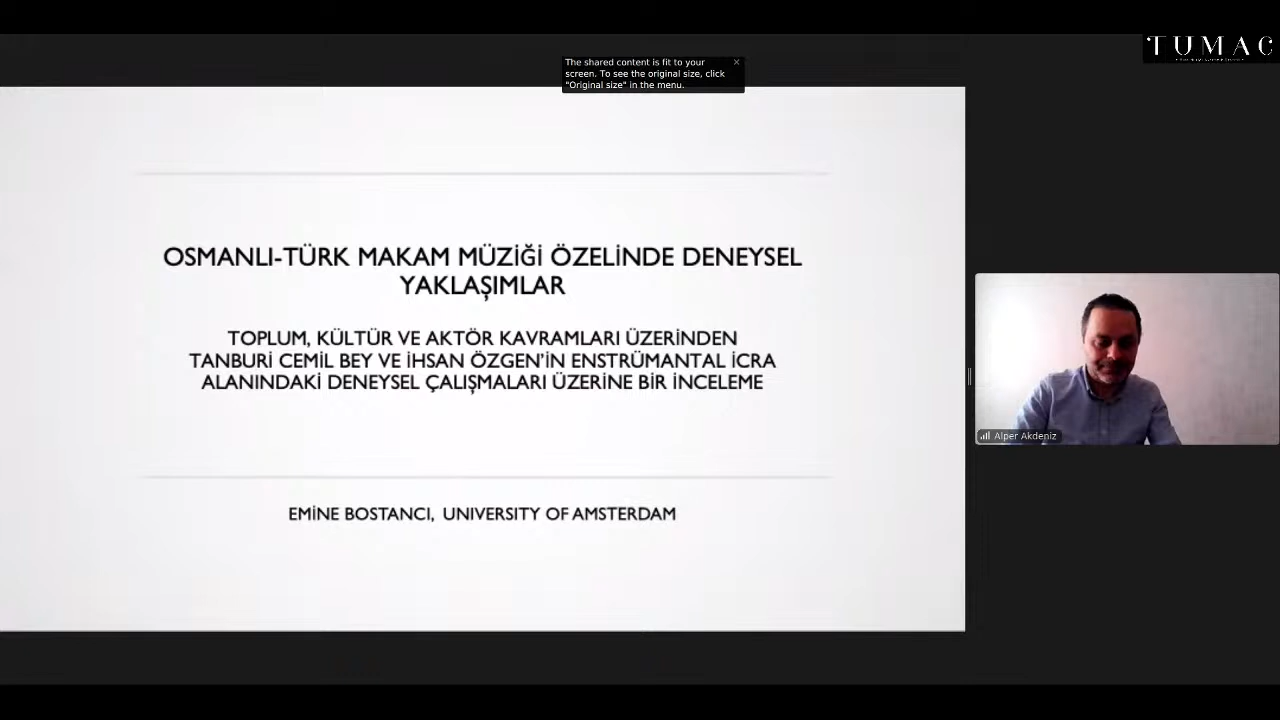 TUMAC
The shared content is fit to your
screen. To see the original size, click
"Original size" in the menu.
OSMANLI-TÜRK MAKAM MÜZİĞİ ÖZELİNDE DENEYSEL
YAKLAŞIMLAR
TOPLUM, KÜLTÜR VE AKTÖR KAVRAMLARI ÜZERİNDEN
TANBURİ CEMİL BEY VE İHSAN ÖZGEN'İN ENSTRÜMANTAL İCRA
ALANINDAKİ DENEYSEL ÇALIŞMALARI ÜZERİNE BİR İNCELEME
Alper Akdeniz
EMİNE BOSTANCI, UNIVERSITY OF AMSTERDAM